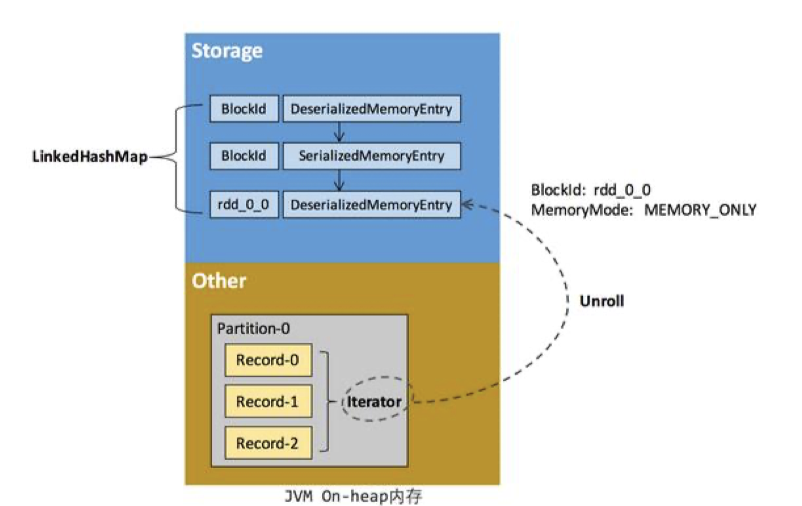 Storage
BlockId DeserializedMemoryEntry
LinkedHashMap
BlockId SerializedMemoryEntry
rdd_0_0 DeserializedMemoryEntry
BlockId: rdd_0_0
MemoryMode: MEMORY_ONLY
Other
Unroll
Partition-0
Record-0
Record-1
Iterator
Record-2
JVM On-heap内存